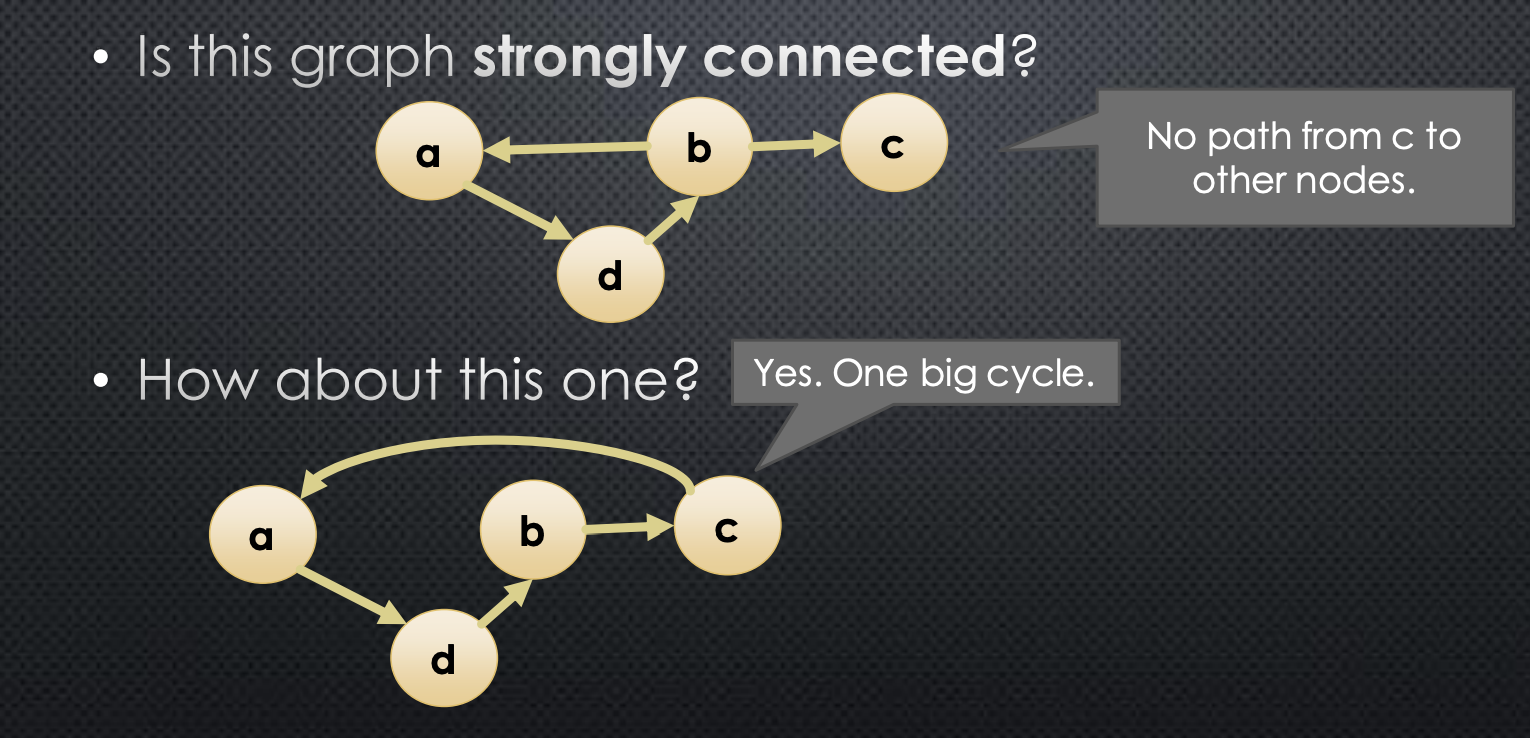 • Is this graph strongly connected?
a
b
c
No path from c to
other nodes.
d
• How about this one?
Yes. One big cycle.
a
b
c
d